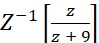 Z⁻¹ [z / (z + 9)]